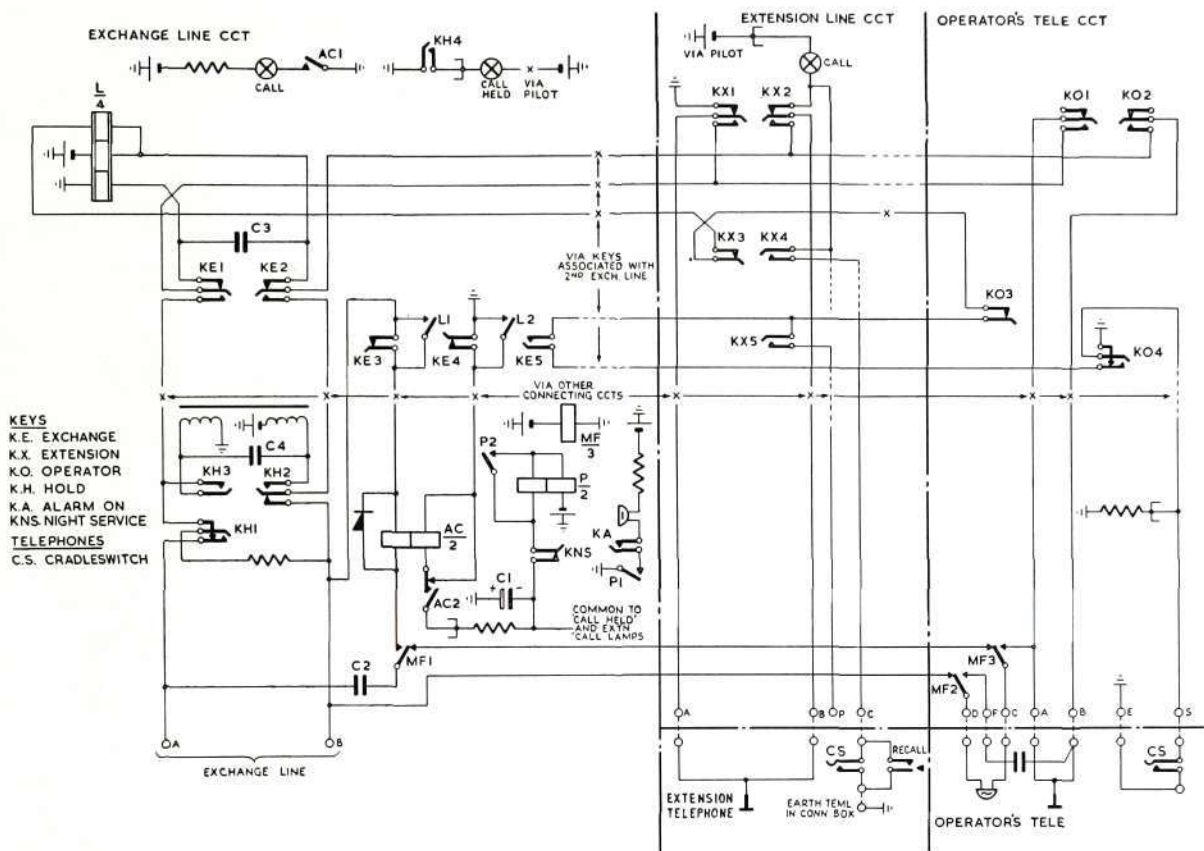 EXCHANGE LINE CCT
EXTENSION LINE CCT
OPERATOR'S TELE CCT
AC1
CALL
KH4
CALL
HELD
VIA
PILOT
VIA PILOT
CALL
L
4
KX1
KX2
KO1
KO2
C3
KE1
KE2
KX3
KX4
VIA KEYS
ASSOCIATED WITH
2ND EXCH. LINE
L1
L2
KE3
KE4
KE5
KX5
KO3
KO4
VIA OTHER
CONNECTING CCTS
KEYS
K.E. EXCHANGE
K.X. EXTENSION
K.O. OPERATOR
K.H. HOLD
K.A. ALARM ON
KNS. NIGHT SERVICE
TELEPHONES
C.S. CRADLESWITCH
C4
KH3
KH2
KH1
P2
MF
3
P
2
AC
2
KNS
KA
P1
C1
+
-
AC2
COMMON TO
'CALL HELD'
AND EXTN
'CALL LAMPS
MF1
C2
MF3
MF2
A
B
P
C
D
F
C
A
B
E
S
A
B
EXCHANGE LINE
CS
RECALL
CS
EXTENSION
TELEPHONE
EARTH TEML
IN CONN BOX
OPERATOR'S TELE